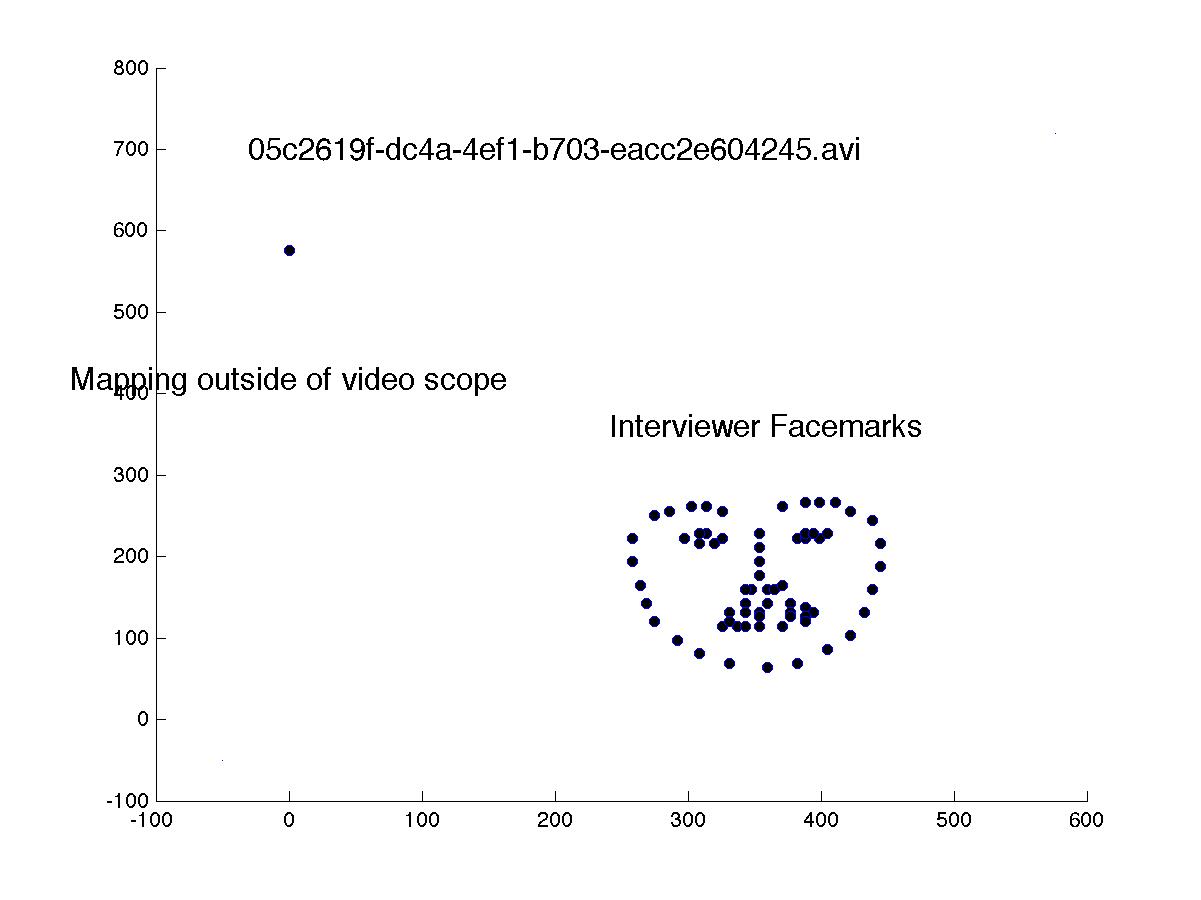 800
700
05c2619f-dc4a-4ef1-b703-eacc2e604245.avi
600
500
Mapping outside of video scope
400
Interviewer Facemarks
300
200
100
0
-100
-100 0 100 200 300 400 500 600